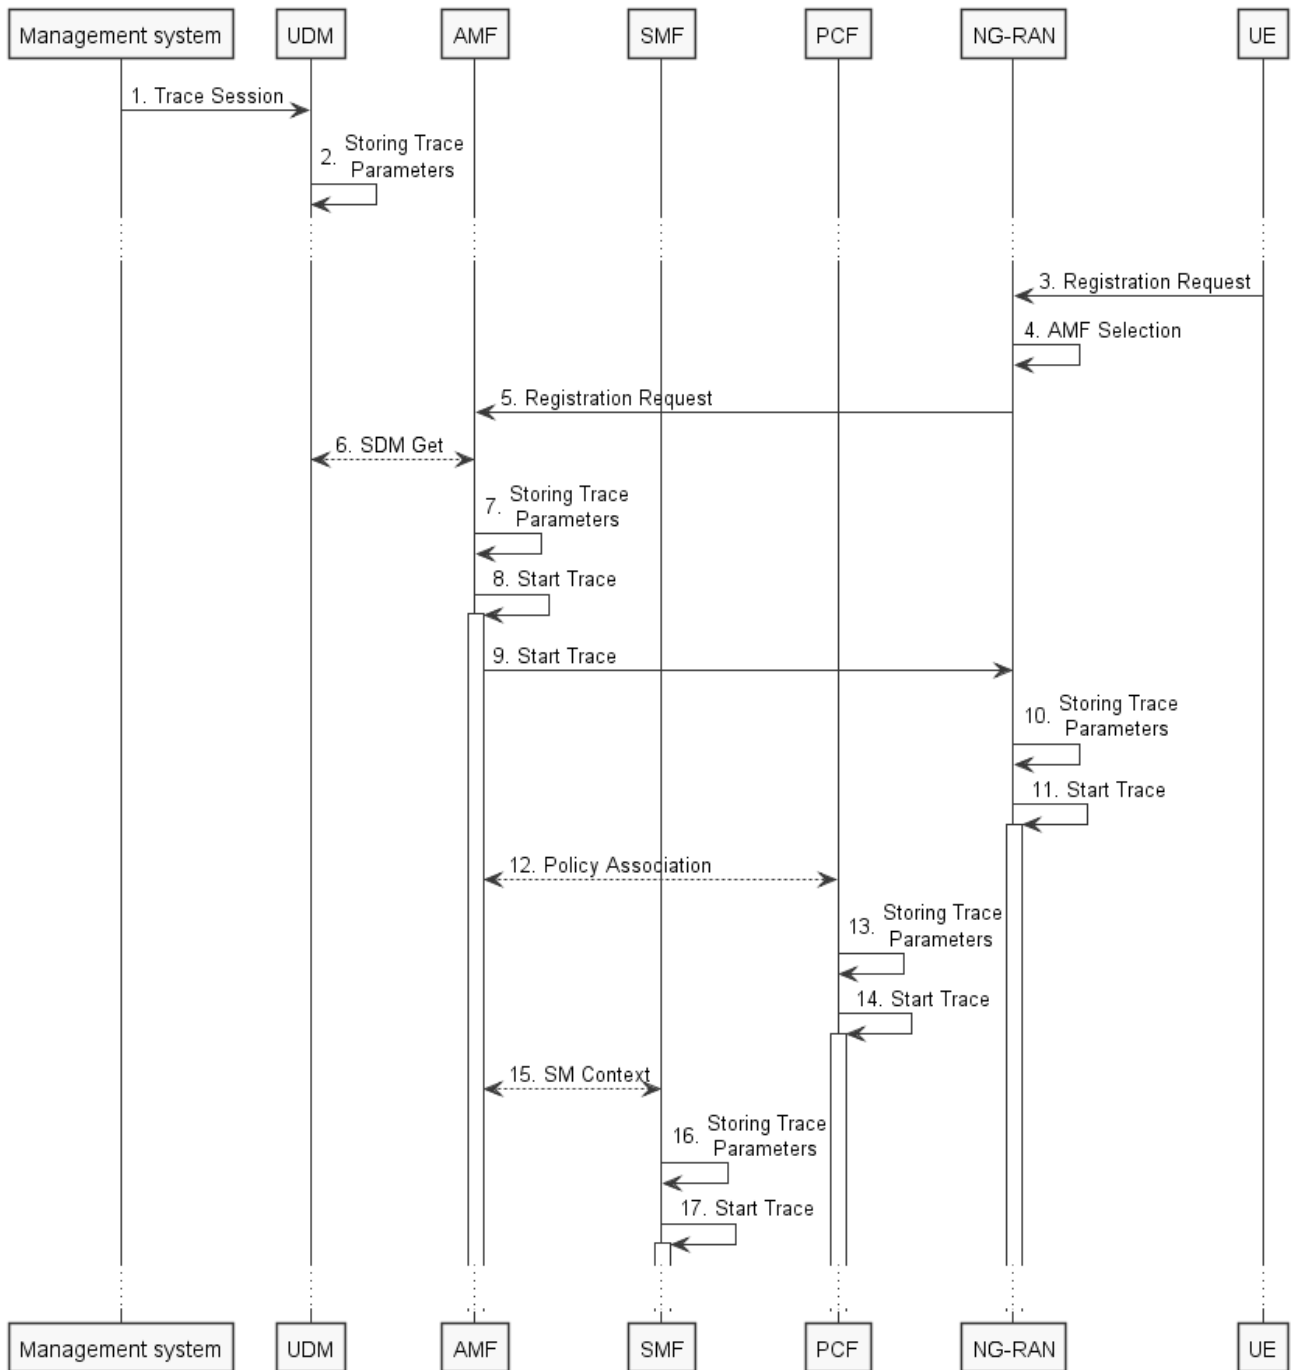 Management system UDM AMF SMF PCF NG-RAN UE
1. Trace Session
2. Storing Trace
Parameters
3. Registration Request
4. AMF Selection
5. Registration Request
6. SDM Get
7. Storing Trace
Parameters
8. Start Trace
9. Start Trace
10. Storing Trace
Parameters
11. Start Trace
12. Policy Association
13. Storing Trace
Parameters
14. Start Trace
15. SM Context
16. Storing Trace
Parameters
17. Start Trace
Management system UDM AMF SMF PCF NG-RAN UE